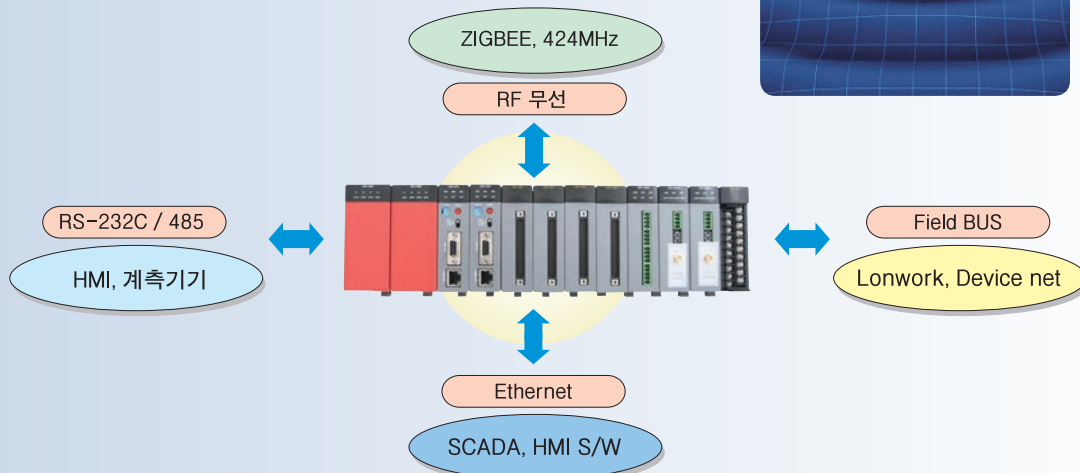 ZIGBEE, 424MHz
RF 무선
RS-232C / 485
HMI, 계측기기
Field BUS
Lonwork, Device net
Ethernet
SCADA, HMI S/W